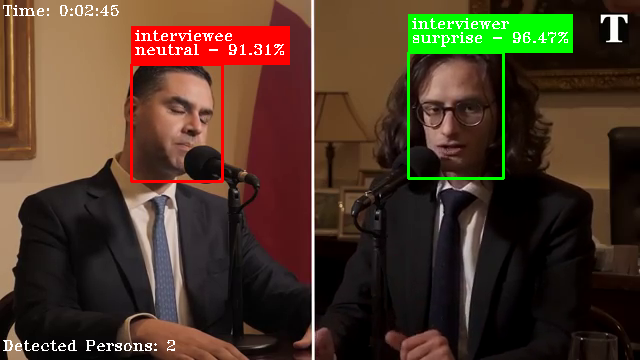 Time: 0:02:45
interviewee
neutral - 91.31%
interviewer
surprise - 96.47%
T
Detected Persons: 2